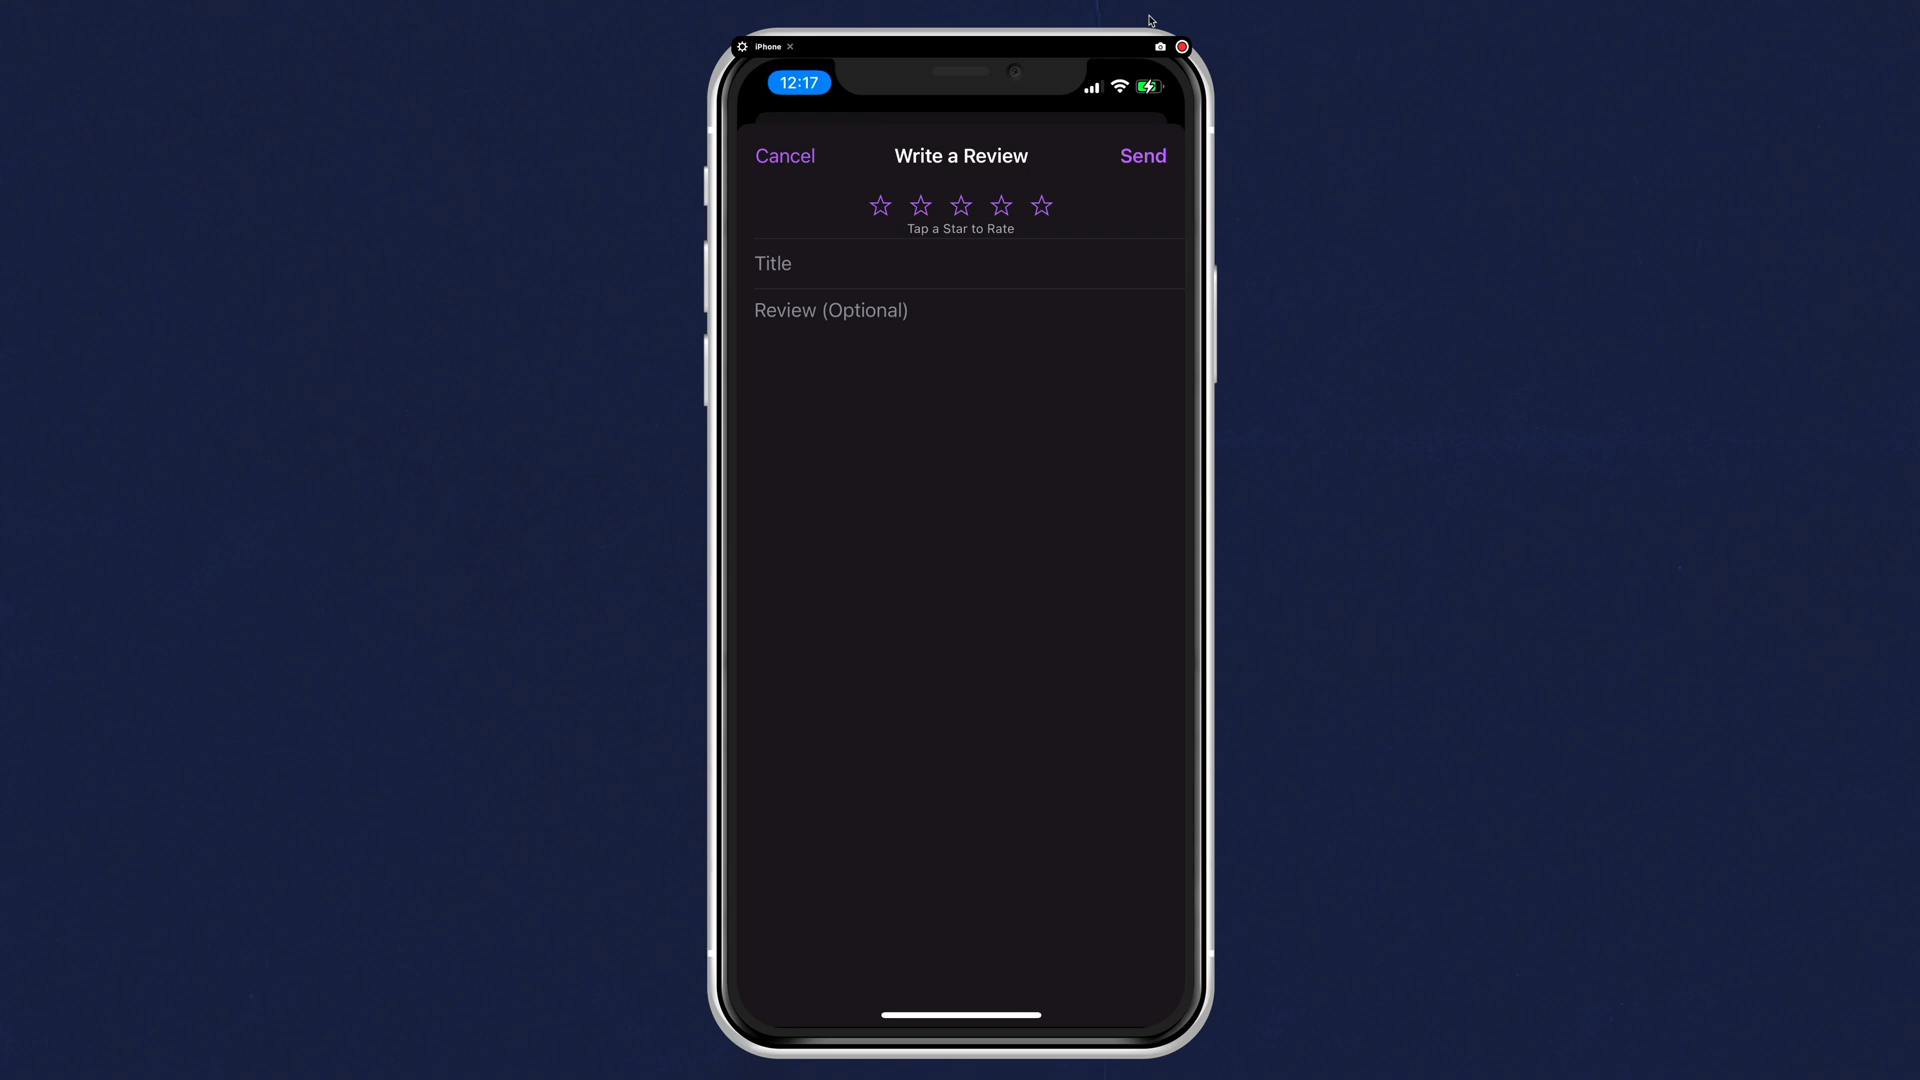 iPhone
12:17
Cancel Write a Review Send
Tap a Star to Rate
Title
Review (Optional)